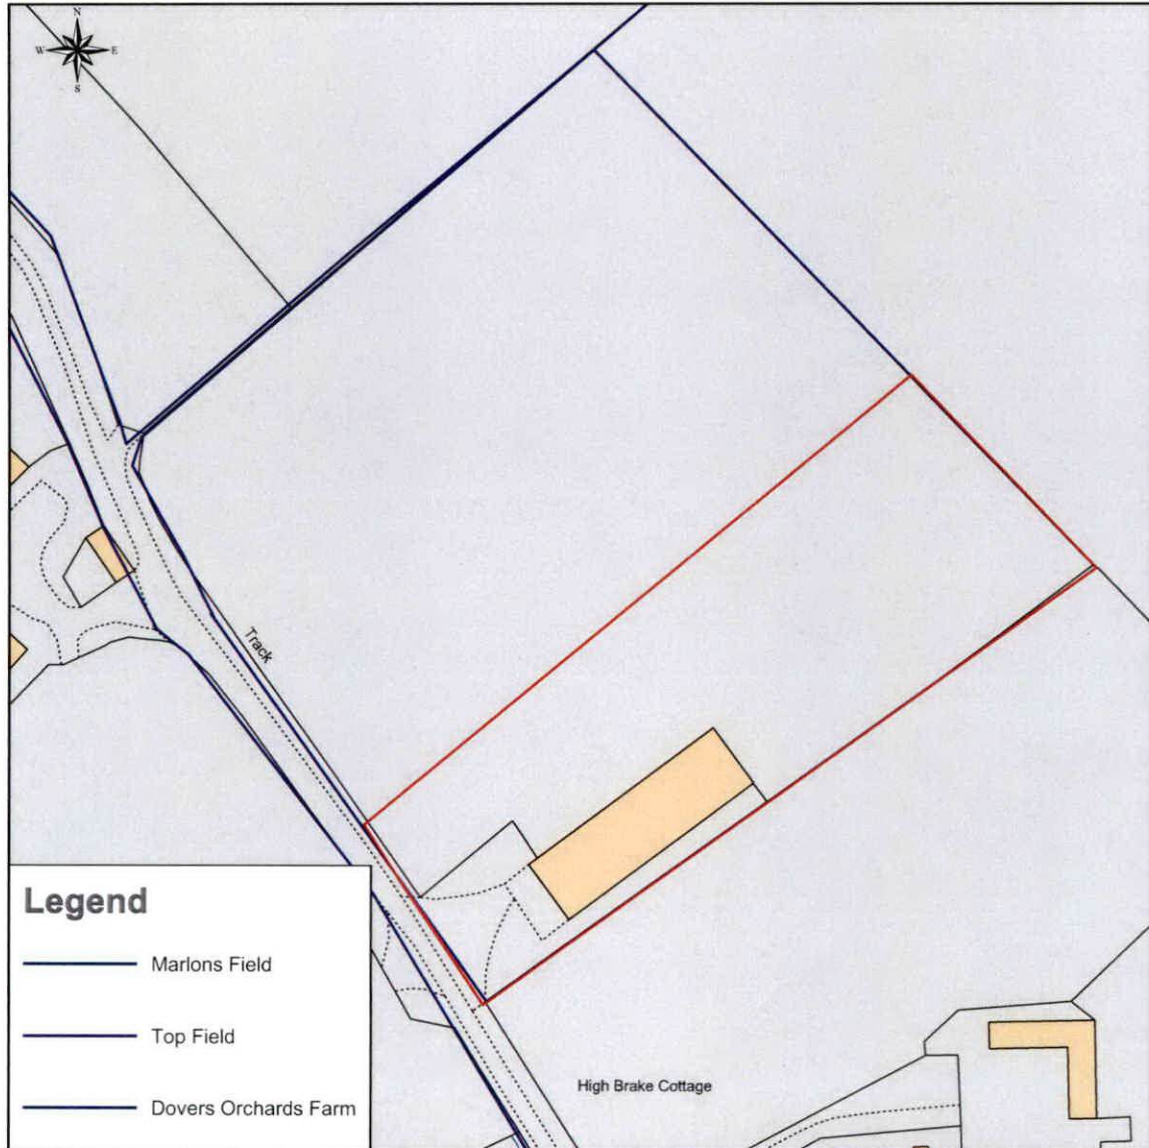 N
W E
S
Track
Legend
Marlons Field
Top Field
Dovers Orchards Farm
High Brake Cottage